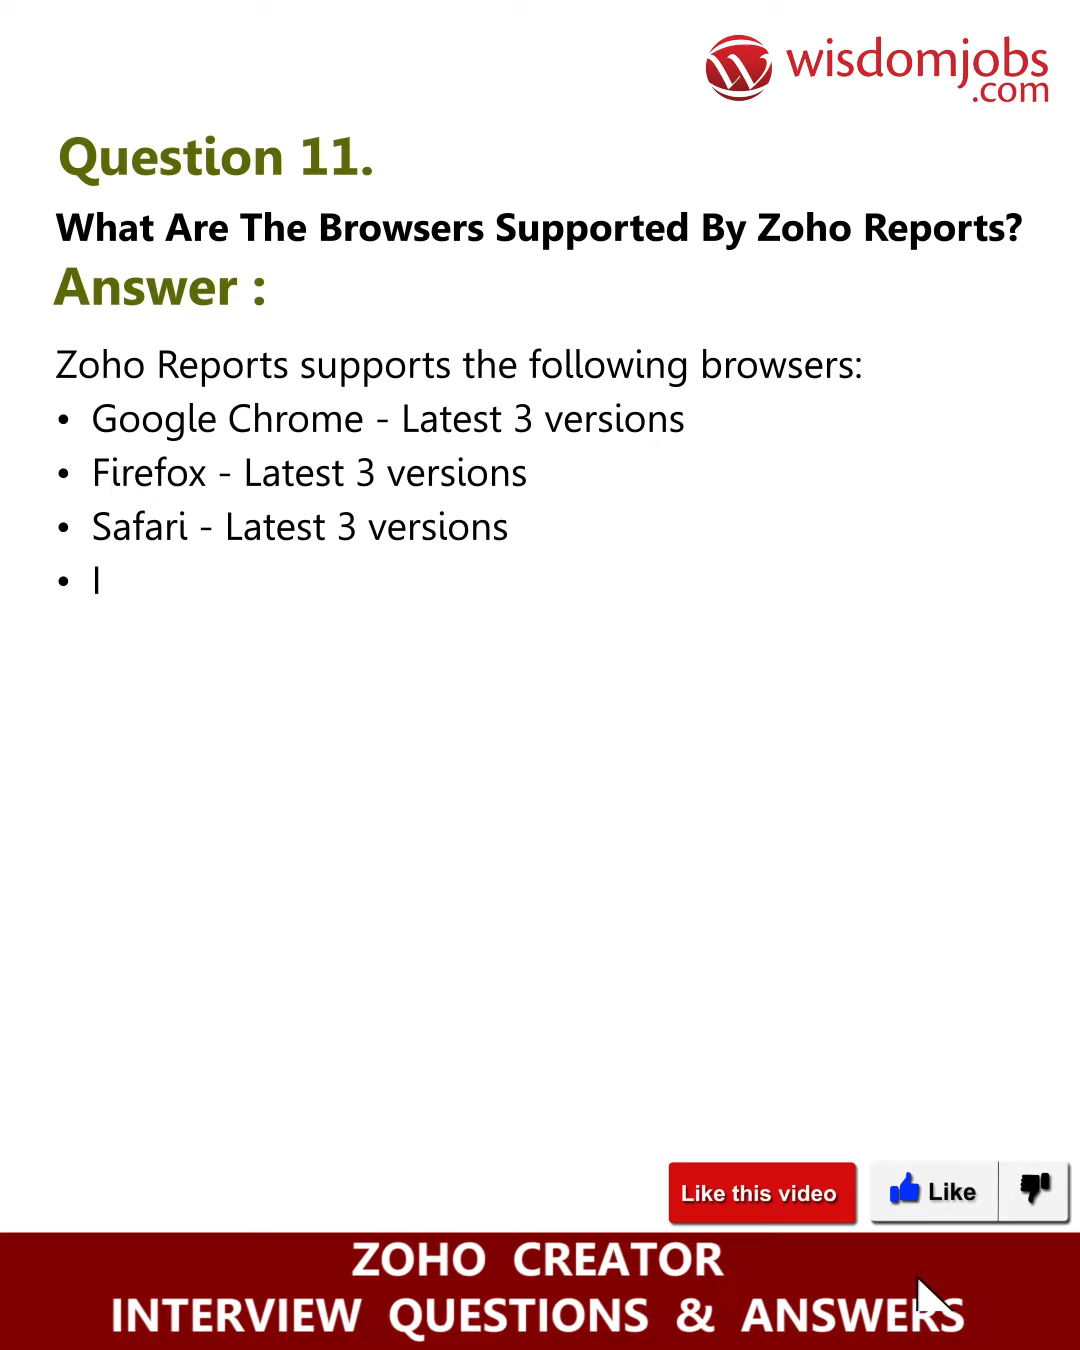 wisdomjobs
.com
Question 11.
What Are The Browsers Supported By Zoho Reports?
Answer :
Zoho Reports supports the following browsers:
• Google Chrome - Latest 3 versions
• Firefox - Latest 3 versions
• Safari - Latest 3 versions
• I
Like this video
Like
ZOHO CREATOR
INTERVIEW QUESTIONS & ANSWERS